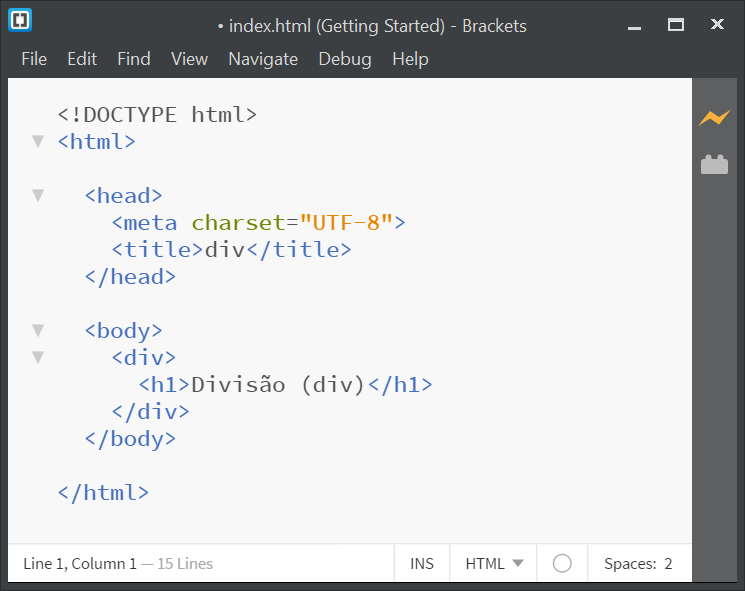 • index.html (Getting Started) - Brackets
File Edit Find View Navigate Debug Help
<!DOCTYPE html>
<html>
<head>
<meta charset="UTF-8">
<title>div</title>
</head>
<body>
<div>
<h1>Divisão (div)</h1>
</div>
</body>
</html>
Line 1, Column 1 — 15 Lines INS HTML Spaces: 2